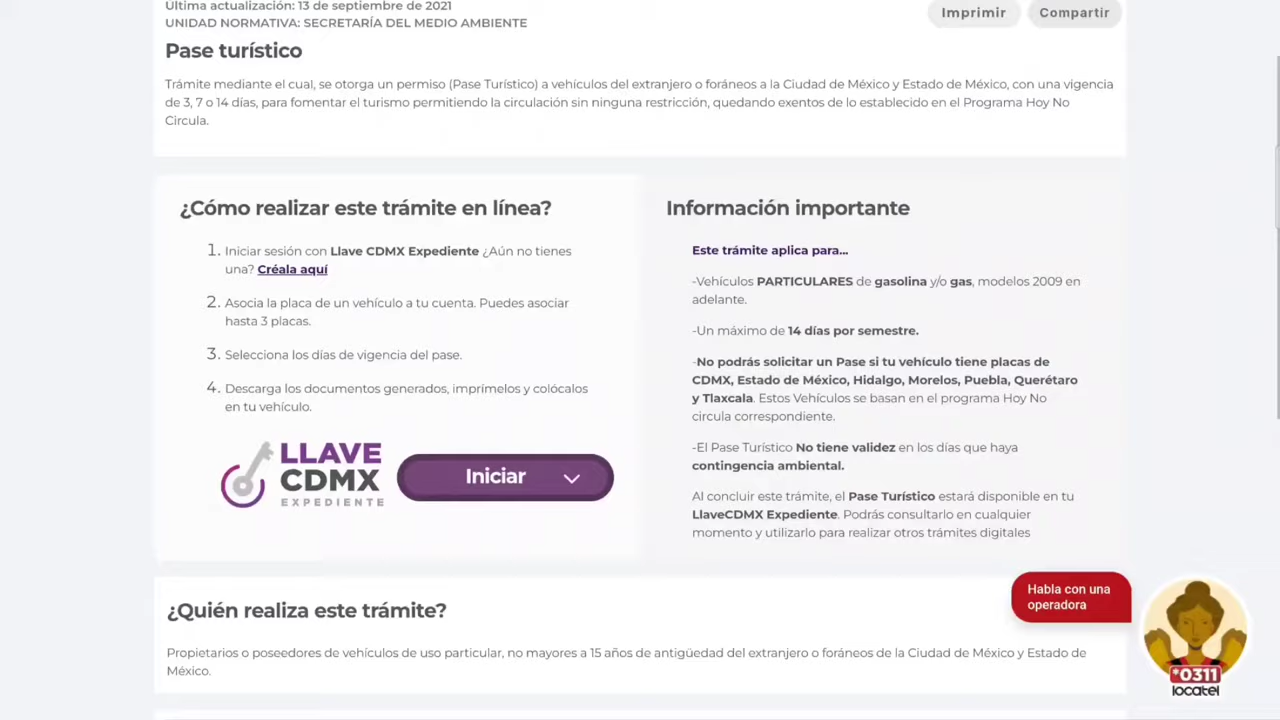 Última actualización: 13 de septiembre de 2021
UNIDAD NORMATIVA: SECRETARÍA DEL MEDIO AMBIENTE
Imprimir
Compartir
Pase turístico
Trámite mediante el cual, se otorga un permiso (Pase Turístico) a vehículos del extranjero o foráneos a la Ciudad de México y Estado de México, con una vigencia
de 3, 7 o 14 días, para fomentar el turismo permitiendo la circulación sin ninguna restricción, quedando exentos de lo establecido en el Programa Hoy No
Circula.
¿Cómo realizar este trámite en línea?
1. Iniciar sesión con Llave CDMX Expediente ¿Aún no tienes
una? Créala aquí
2. Asocia la placa de un vehículo a tu cuenta. Puedes asociar
hasta 3 placas.
3. Selecciona los días de vigencia del pase.
4. Descarga los documentos generados, imprímelos y colócalos
en tu vehículo.
LLAVE
CDMX
EXPEDIENTE
Iniciar
Información importante
Este trámite aplica para...
-Vehículos PARTICULARES de gasolina y/o gas, modelos 2009 en
adelante.
-Un máximo de 14 días por semestre.
-No podrás solicitar un Pase si tu vehículo tiene placas de
CDMX, Estado de México, Hidalgo, Morelos, Puebla, Querétaro
y Tlaxcala. Estos Vehículos se basan en el programa Hoy No
circula correspondiente.
-El Pase Turístico No tiene validez en los días que haya
contingencia ambiental.
Al concluir este trámite, el Pase Turístico estará disponible en tu
LlaveCDMX Expediente. Podrás consultarlo en cualquier
momento y utilizarlo para realizar otros trámites digitales
¿Quién realiza este trámite?
Propietarios o poseedores de vehículos de uso particular, no mayores a 15 años de antigüedad del extranjero o foráneos de la Ciudad de México y Estado de
México.
Habla con una
operadora
*0311
locatel